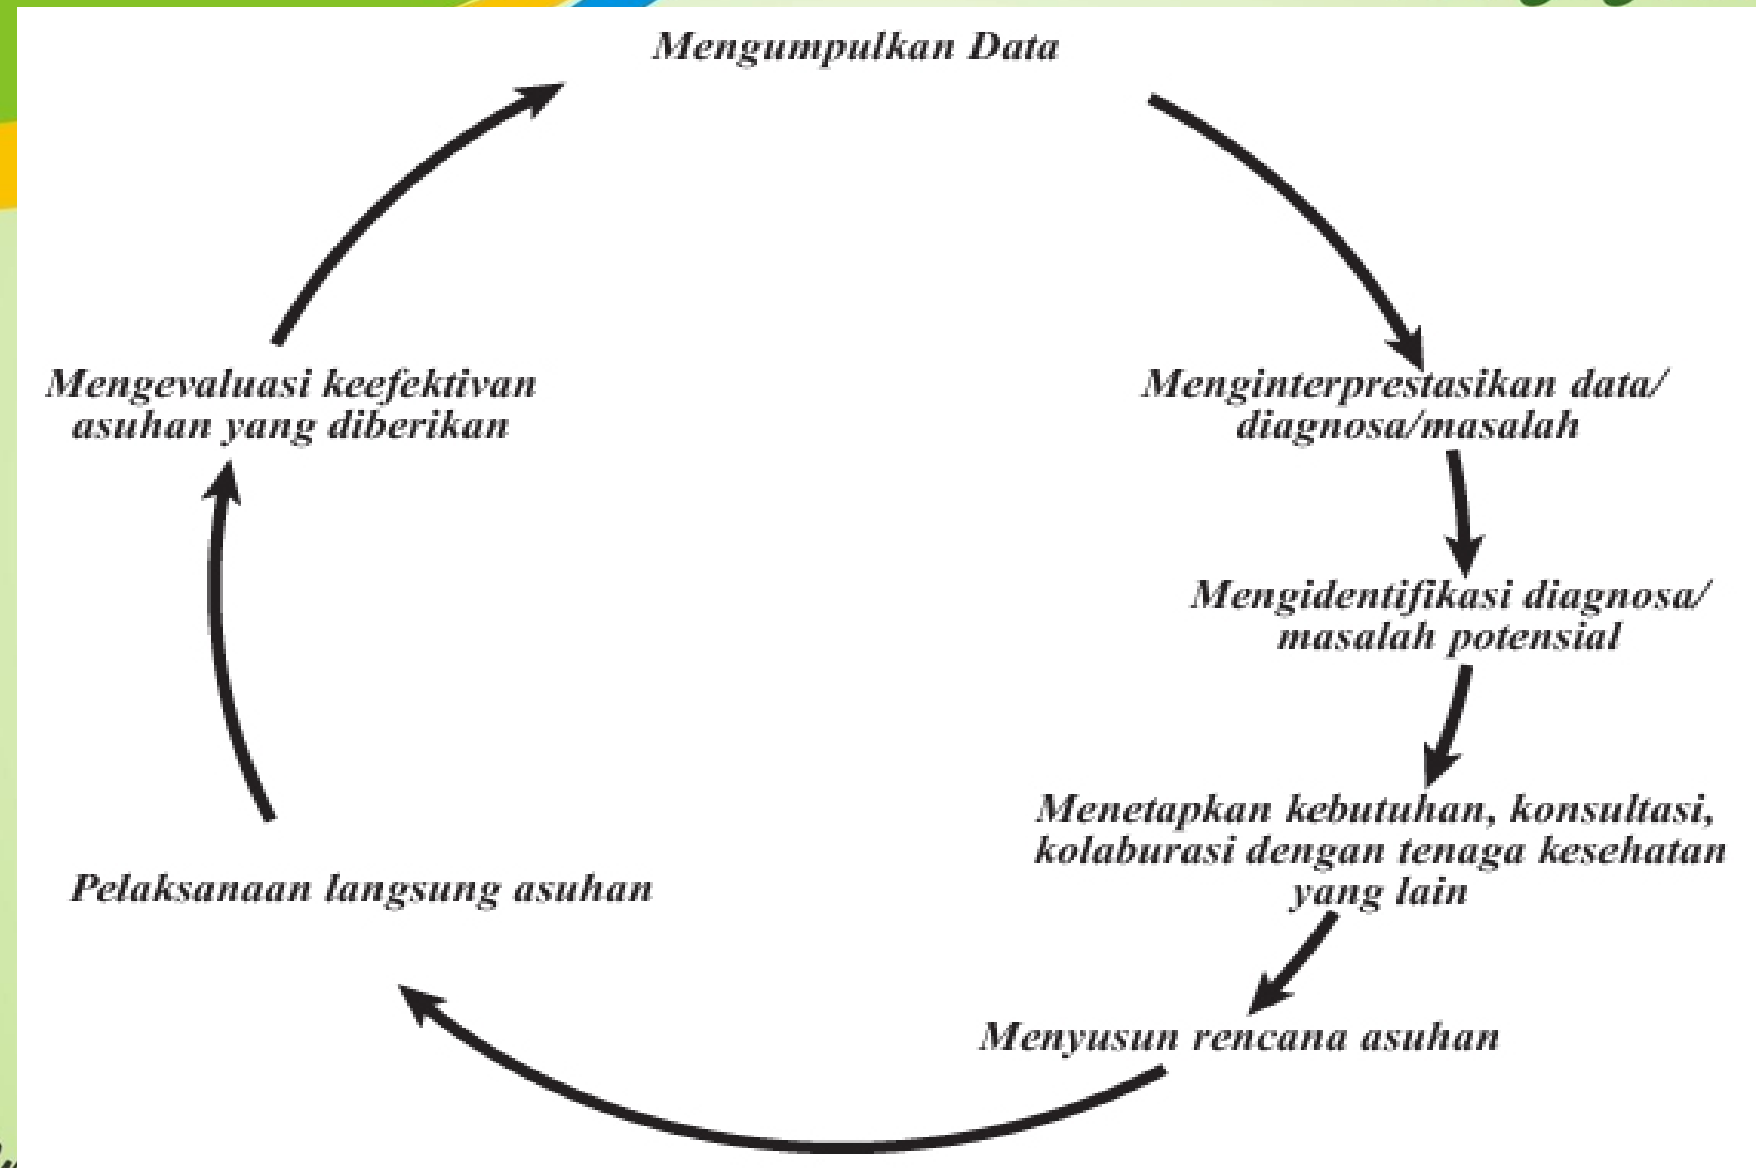 Mengumpulkan Data
Menginterprestasikan data/
diagnosa/masalah
Mengidentifikasi diagnosa/
masalah potensial
Menetapkan kebutuhan, konsultasi,
kolaburasi dengan tenaga kesehatan
yang lain
Menyusun rencana asuhan
Pelaksanaan langsung asuhan
Mengevaluasi keefektivan
asuhan yang diberikan